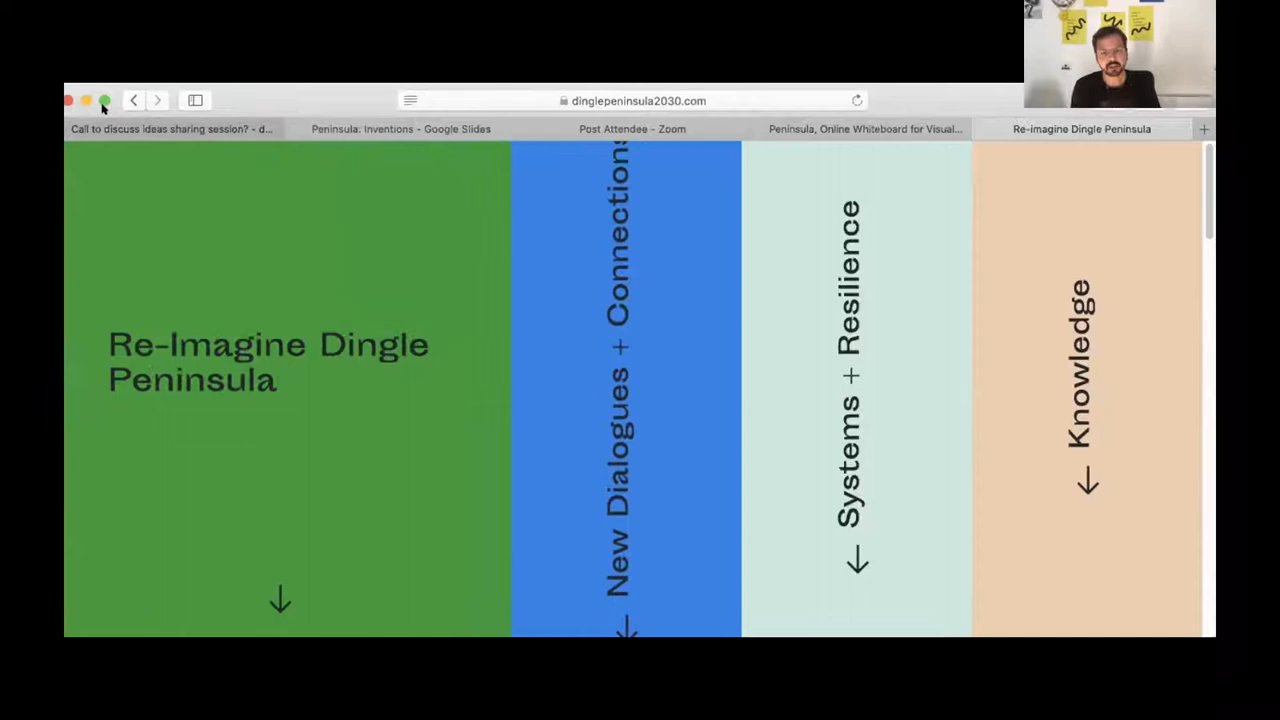 dinglepeninsula2030.com
Call to discuss ideas sharing session? - d...
Peninsula: Inventions - Google Slides
Post Attendee - Zoom
Peninsula, Online Whiteboard for Visual...
Re-imagine Dingle Peninsula
Re-Imagine Dingle
Peninsula
New Dialogues + Connections
Systems + Resilience
Knowledge